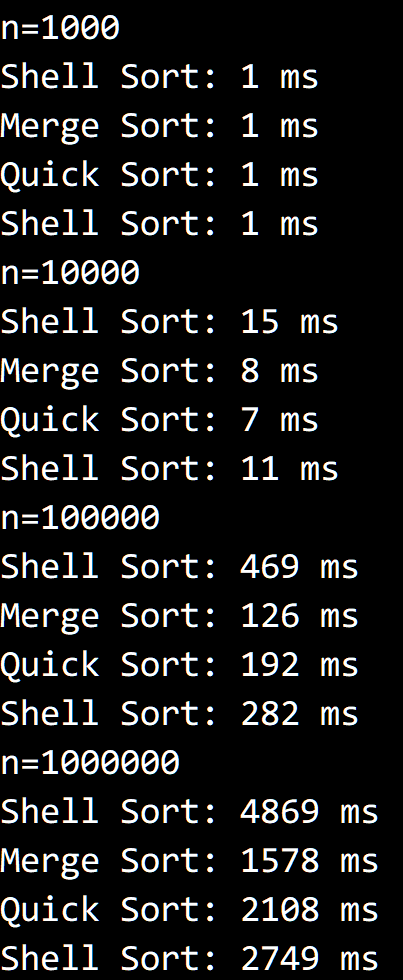 n=1000
Shell Sort: 1 ms
Merge Sort: 1 ms
Quick Sort: 1 ms
Shell Sort: 1 ms
n=10000
Shell Sort: 15 ms
Merge Sort: 8 ms
Quick Sort: 7 ms
Shell Sort: 11 ms
n=100000
Shell Sort: 469 ms
Merge Sort: 126 ms
Quick Sort: 192 ms
Shell Sort: 282 ms
n=1000000
Shell Sort: 4869 ms
Merge Sort: 1578 ms
Quick Sort: 2108 ms
Shell Sort: 2749 ms